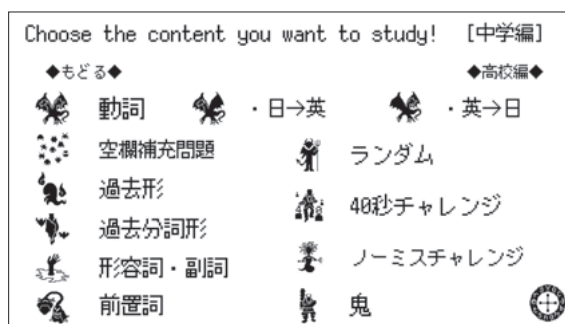 Choose the content you want to study! [中学編]
◆もどる◆ ◆高校編◆
動詞 ・日→英 ・英→日
空欄補充問題 ランダム
過去形 40秒チャレンジ
過去分詞形 ノーミスチャレンジ
形容詞・副詞
前置詞 鬼